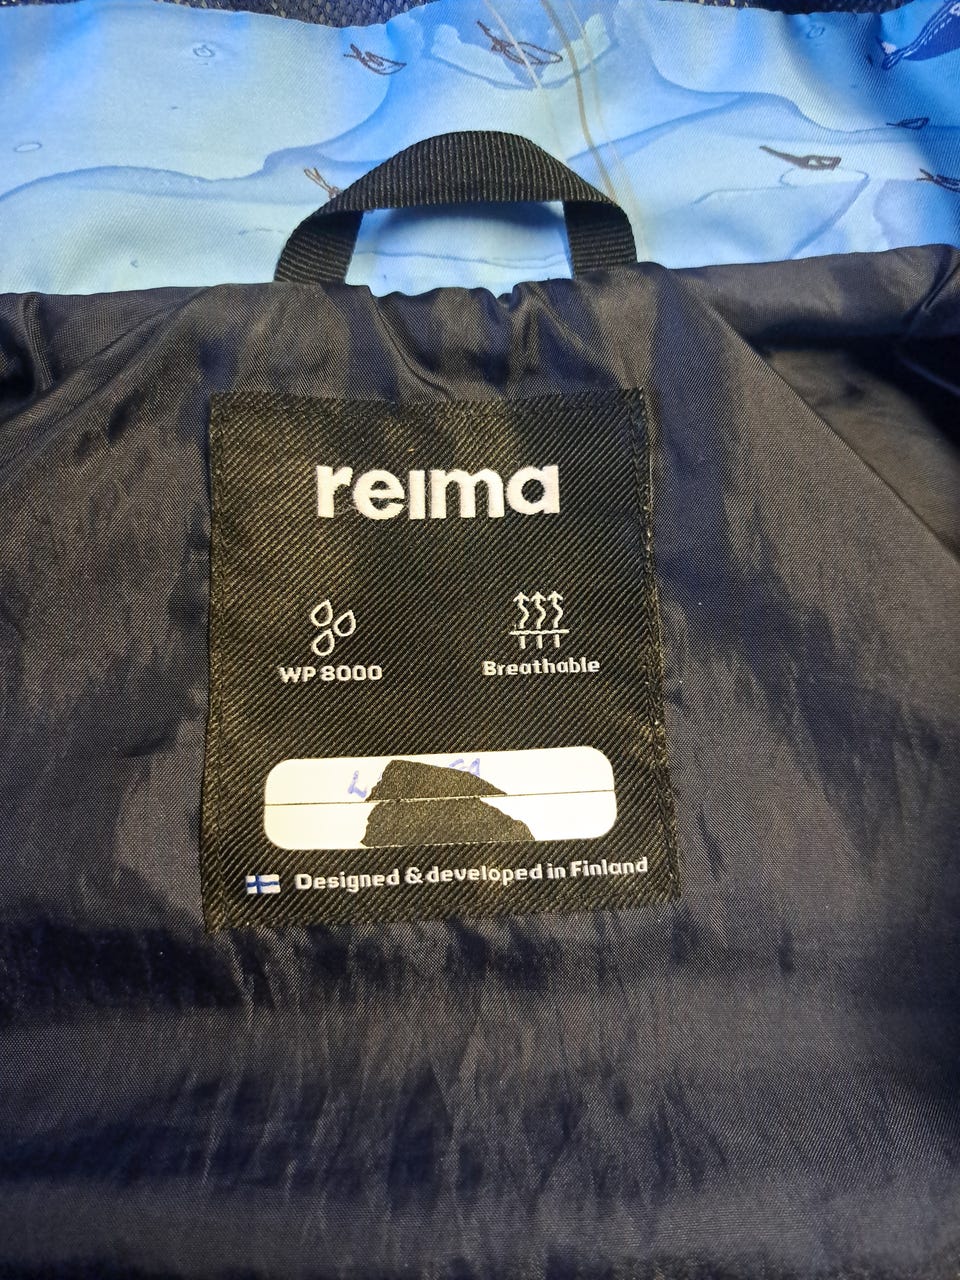 reima
WP 8000
Breathable
Designed & developed in Finland